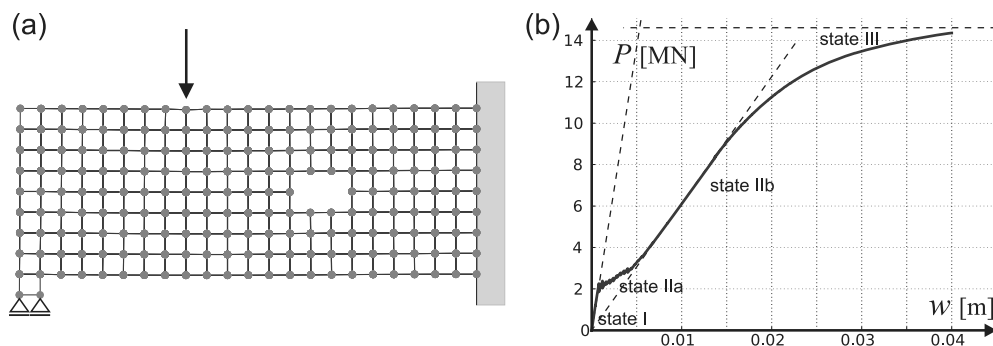 (a)
(b)
14
12
10
8
6
4
2
0
P [MN]
state III
state IIb
state IIa
state I
w [m]
0.01
0.02
0.03
0.04